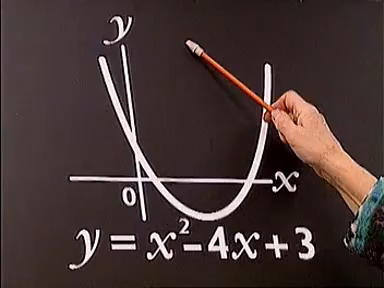 y
0
x
y = x² - 4x + 3